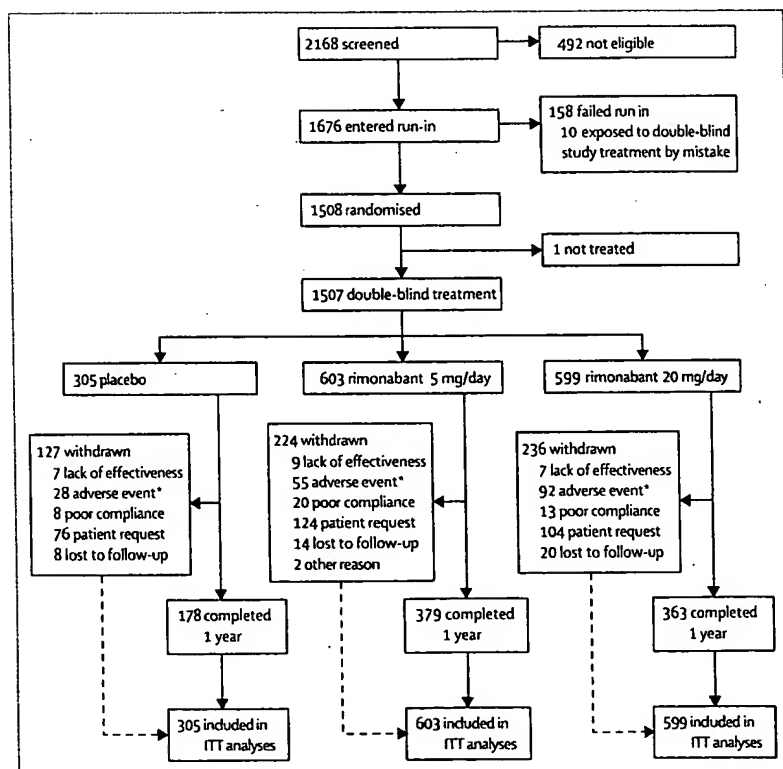 2168 screened
492 not eligible
1676 entered run-in
158 failed run in
10 exposed to double-blind
study treatment by mistake
1508 randomised
1 not treated
1507 double-blind treatment
305 placebo
603 rimonabant 5 mg/day
599 rimonabant 20 mg/day
127 withdrawn
7 lack of effectiveness
28 adverse event*
8 poor compliance
76 patient request
8 lost to follow-up
224 withdrawn
9 lack of effectiveness
55 adverse event*
20 poor compliance
124 patient request
14 lost to follow-up
2 other reason
236 withdrawn
7 lack of effectiveness
92 adverse event*
13 poor compliance
104 patient request
20 lost to follow-up
178 completed
1 year
379 completed
1 year
363 completed
1 year
305 included in
ITT analyses
603 included in
ITT analyses
599 included in
ITT analyses